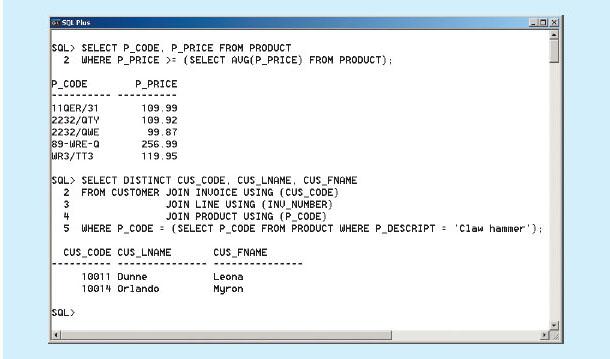 SQL Plus
SQL> SELECT P_CODE, P_PRICE FROM PRODUCT
2 WHERE P_PRICE >= (SELECT AVG(P_PRICE) FROM PRODUCT);
P_CODE P_PRICE
---------- ----------
11QER/31 109.99
2232/QTY 109.92
2232/QWE 99.87
89-WRE-Q 256.99
WR3/TT3 119.95
SQL> SELECT DISTINCT CUS_CODE, CUS_LNAME, CUS_FNAME
2 FROM CUSTOMER JOIN INVOICE USING (CUS_CODE)
3 JOIN LINE USING (INV_NUMBER)
4 JOIN PRODUCT USING (P_CODE)
5 WHERE P_CODE = (SELECT P_CODE FROM PRODUCT WHERE P_DESCRIPT = 'Claw hammer');
CUS_CODE CUS_LNAME CUS_FNAME
---------- --------------- ---------------
10011 Dunne Leona
10014 Orlando Myron
SQL>